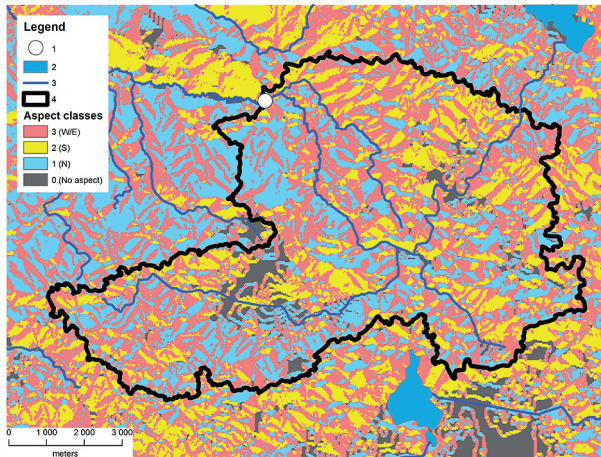 Legend
1
2
3
4
Aspect classes
3 (W/E)
2 (S)
1 (N)
0 (No aspect)
0 1 000 2 000 3 000
meters